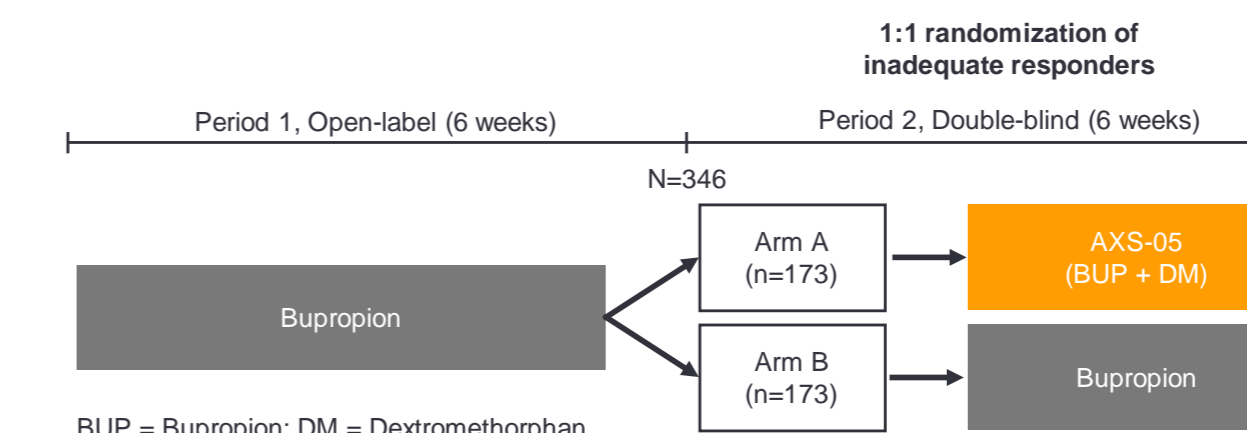 1:1 randomization of
inadequate responders
Period 1, Open-label (6 weeks)
Period 2, Double-blind (6 weeks)
N=346
Arm A
(n=173)
AXS-05
(BUP + DM)
Bupropion
Arm B
(n=173)
Bupropion
BUP = Bupropion; DM = Dextromethorphan